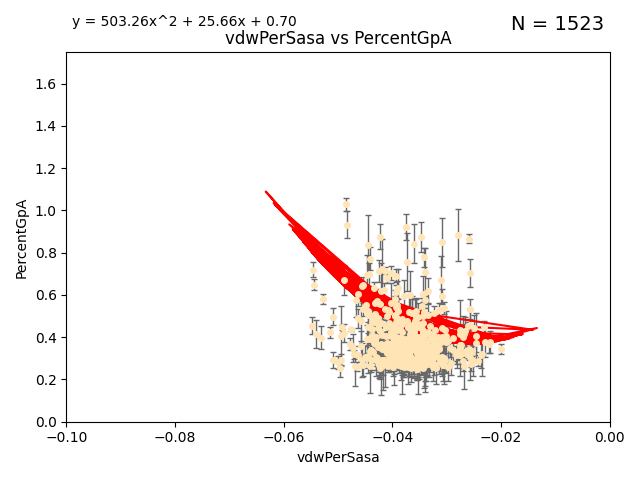 y = 503.26x^2 + 25.66x + 0.70
N = 1523
vdwPerSasa vs PercentGpA
PercentGpA
1.6
1.4
1.2
1.0
0.8
0.6
0.4
0.2
0.0
−0.10 −0.08 −0.06 −0.04 −0.02 0.00
vdwPerSasa